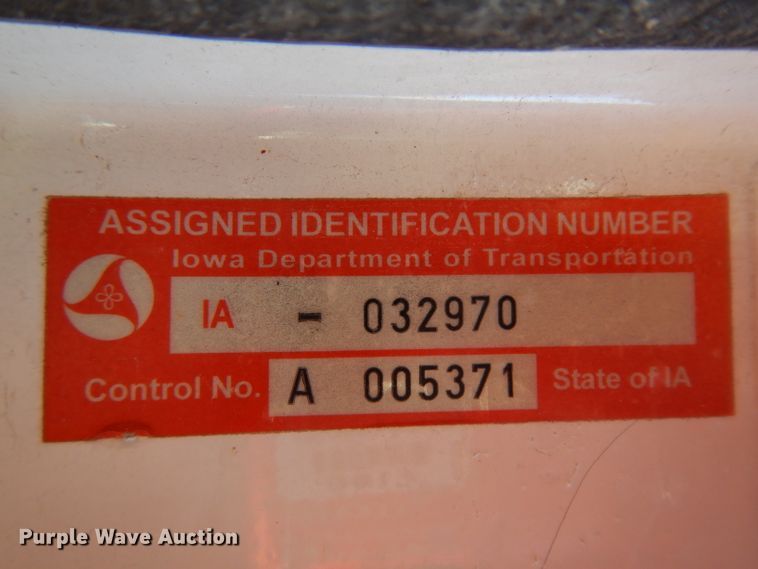 ASSIGNED IDENTIFICATION NUMBER
Iowa Department of Transportation
IA - 032970
Control No. A 005371 State of IA
Purple Wave Auction